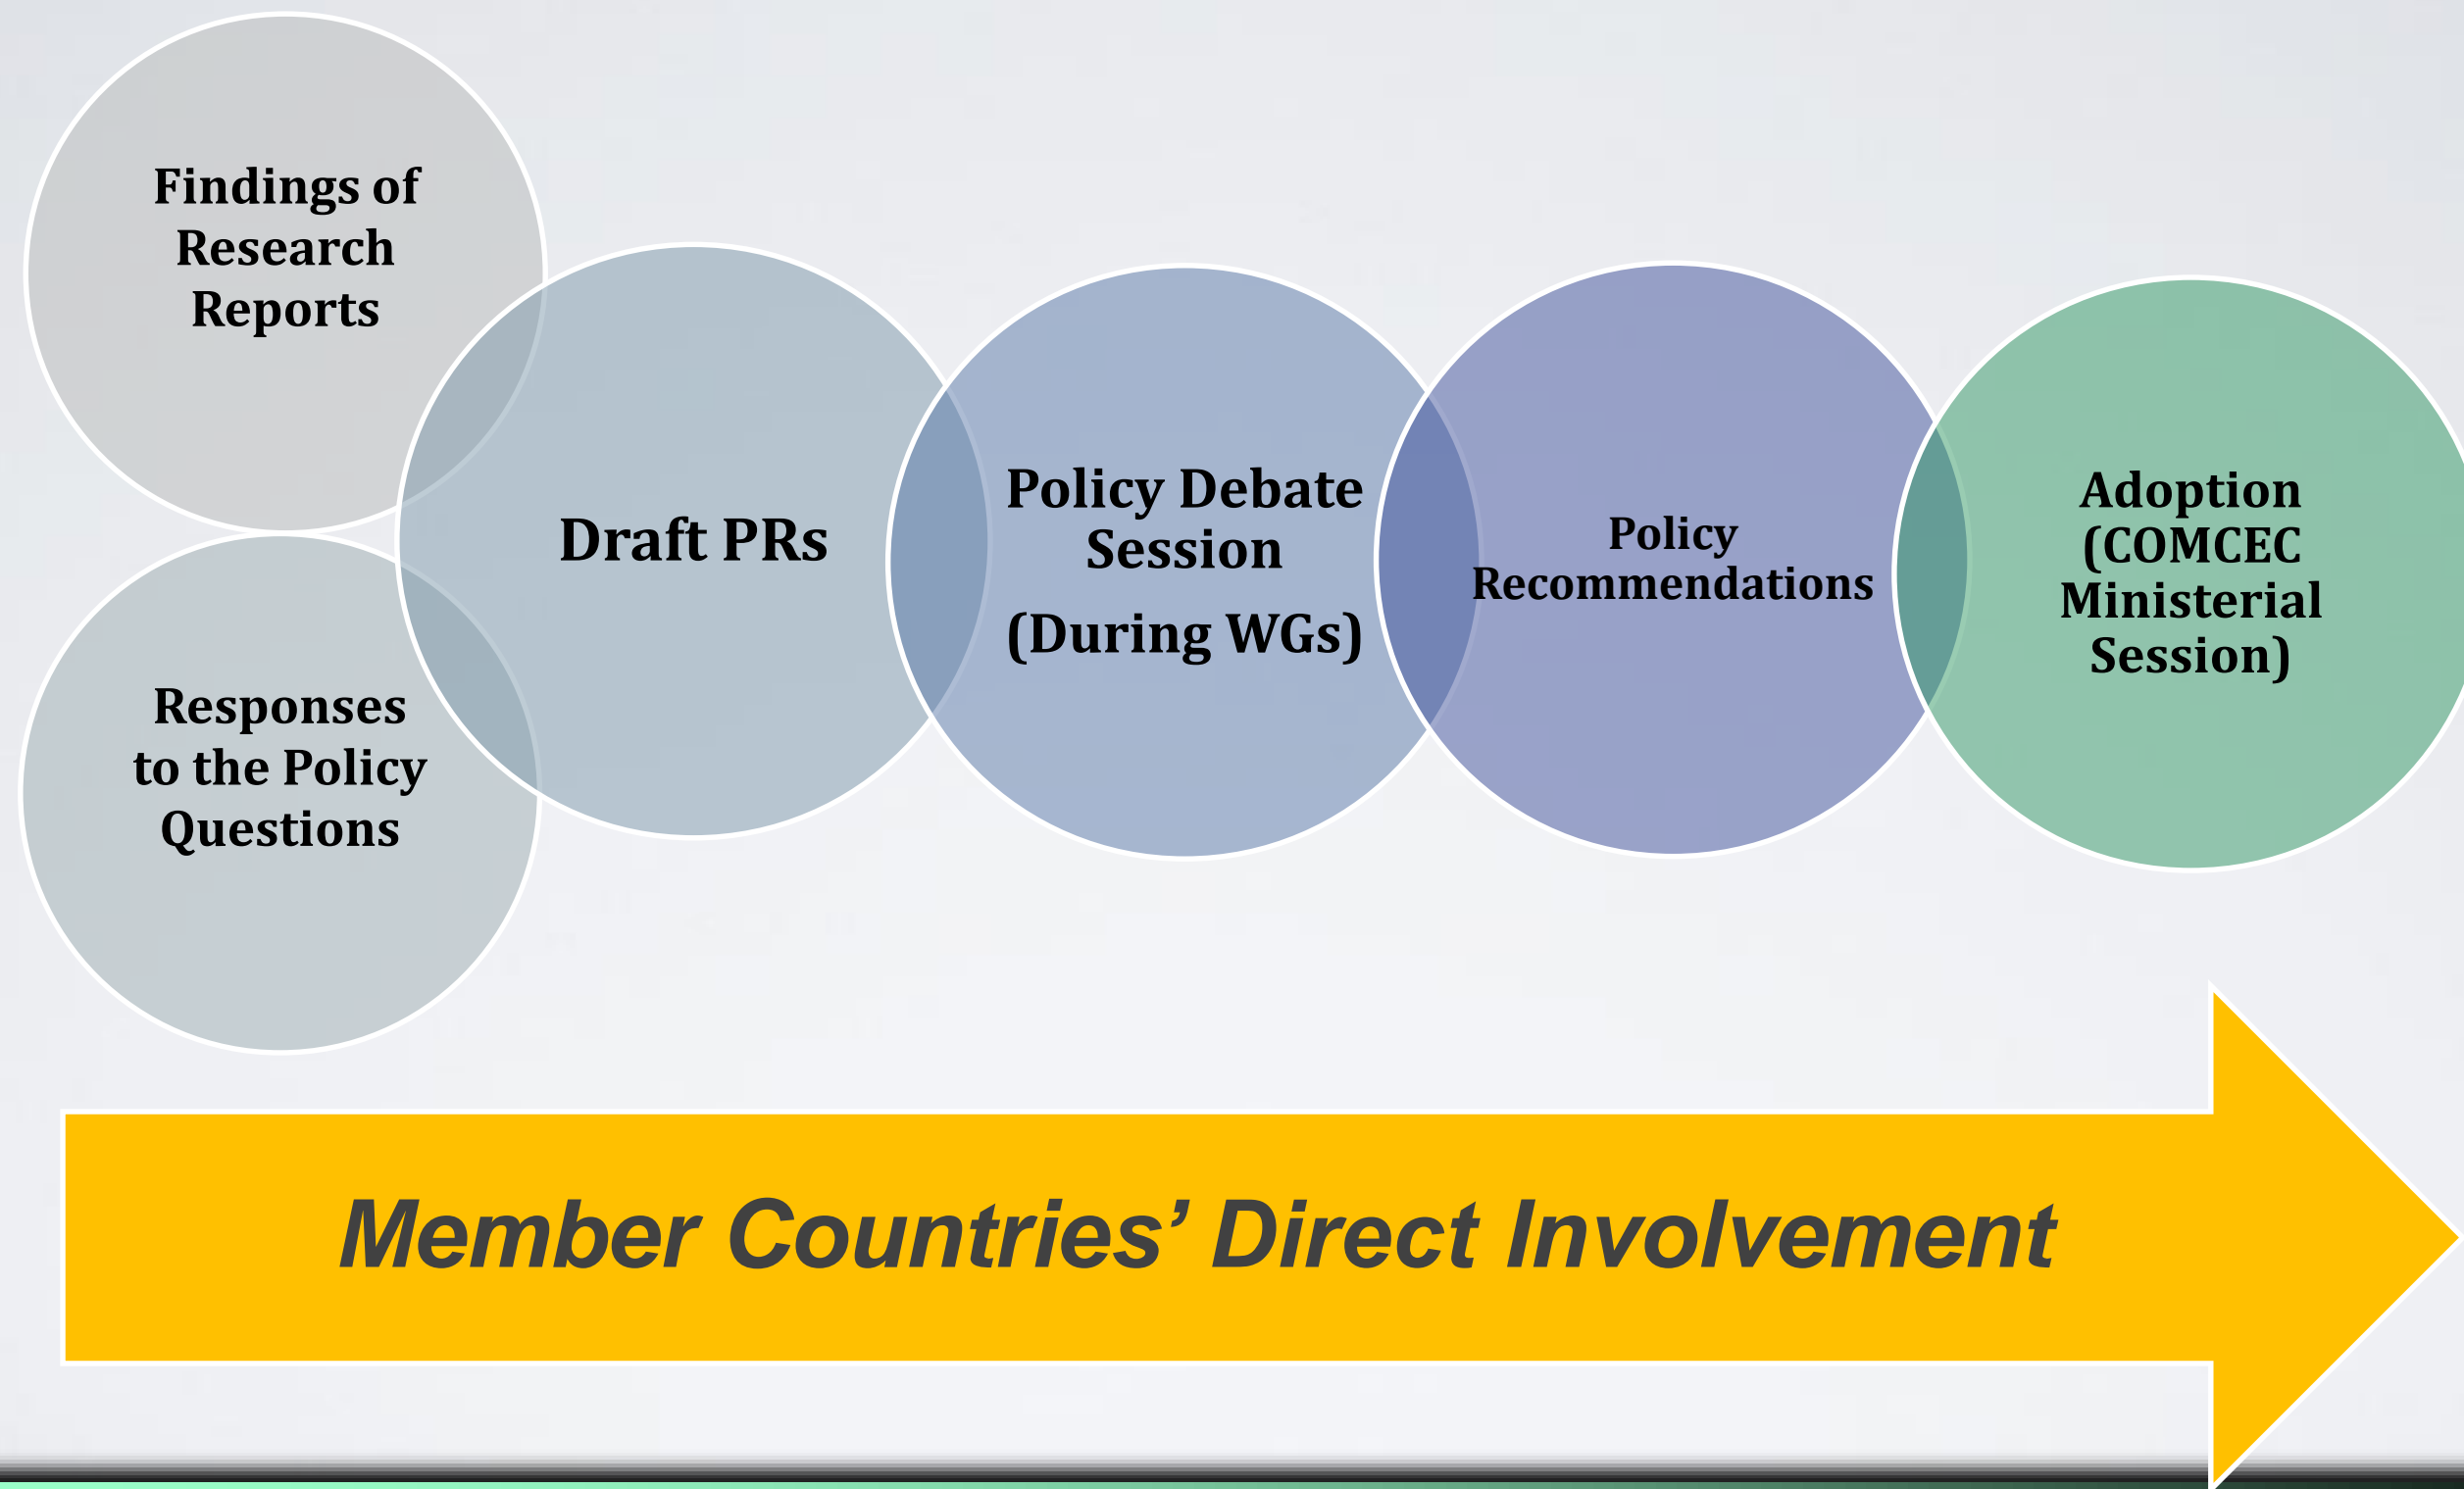 Findings of
Research
Reports
Responses
to the Policy
Questions
Draft PRs
Policy Debate
Session
(During WGs)
Policy
Recommendations
Adoption
(COMCEC
Ministerial
Session)
Member Countries’ Direct Involvement